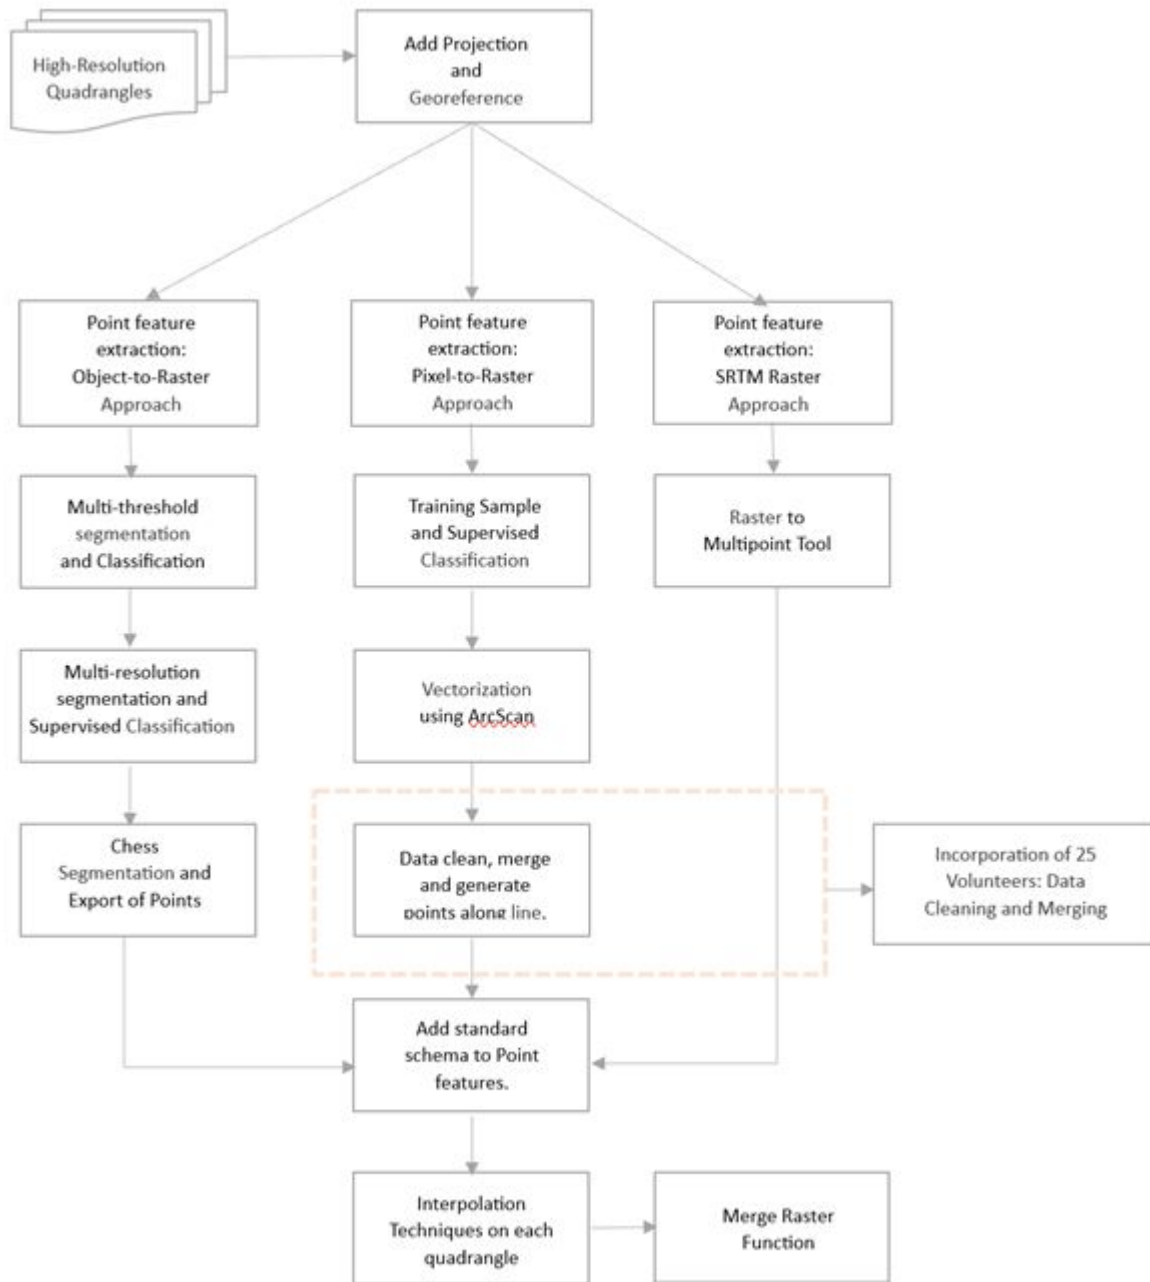 High-Resolution
Quadrangles
Add Projection
and
Georeference
Point feature
extraction:
Object-to-Raster
Approach
Point feature
extraction:
Pixel-to-Raster
Approach
Point feature
extraction:
SRTM Raster
Approach
Multi-threshold
segmentation
and Classification
Training Sample
and Supervised
Classification
Raster to
Multipoint Tool
Multi-resolution
segmentation and
Supervised Classification
Vectorization
using ArcScan
Chess
Segmentation and
Export of Points
Data clean, merge
and generate
points along line.
Incorporation of 25
Volunteers: Data
Cleaning and Merging
Add standard
schema to Point
features.
Interpolation
Techniques on each
quadrangle
Merge Raster
Function